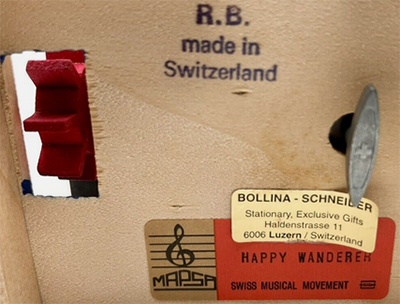 R.B.
made in
Switzerland
BOLLINA - SCHNEIDER
Stationary, Exclusive Gifts
Haldenstrasse 11
6006 Luzern / Switzerland
HAPPY WANDERER
MAPSA
SWISS MUSICAL MOVEMENT